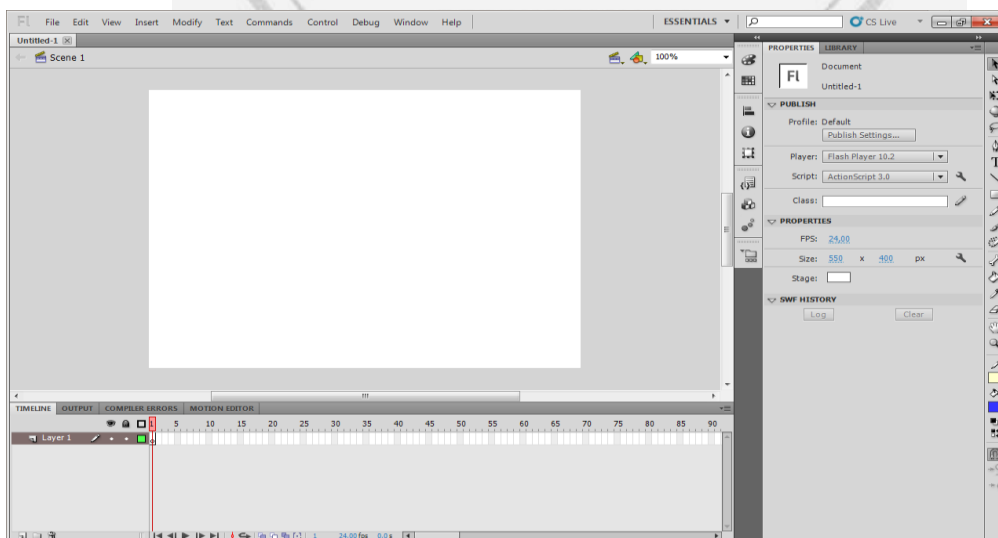 Fl File Edit View Insert Modify Text Commands Control Debug Window Help ESSENTIALS CS Live
Untitled-1
Scene 1 100%
PROPERTIES LIBRARY
Fl Document
Untitled-1
PUBLISH
Profile: Default
Publish Settings...
Player: Flash Player 10.2
Script: ActionScript 3.0
Class:
PROPERTIES
FPS: 24,00
Size: 550 x 400 px
Stage:
SWF HISTORY
Log Clear
TIMELINE OUTPUT COMPILER ERRORS MOTION EDITOR
1 5 10 15 20 25 30 35 40 45 50 55 60 65 70 75 80 85 90
Layer 1
1 24.00 fps 0.0 s